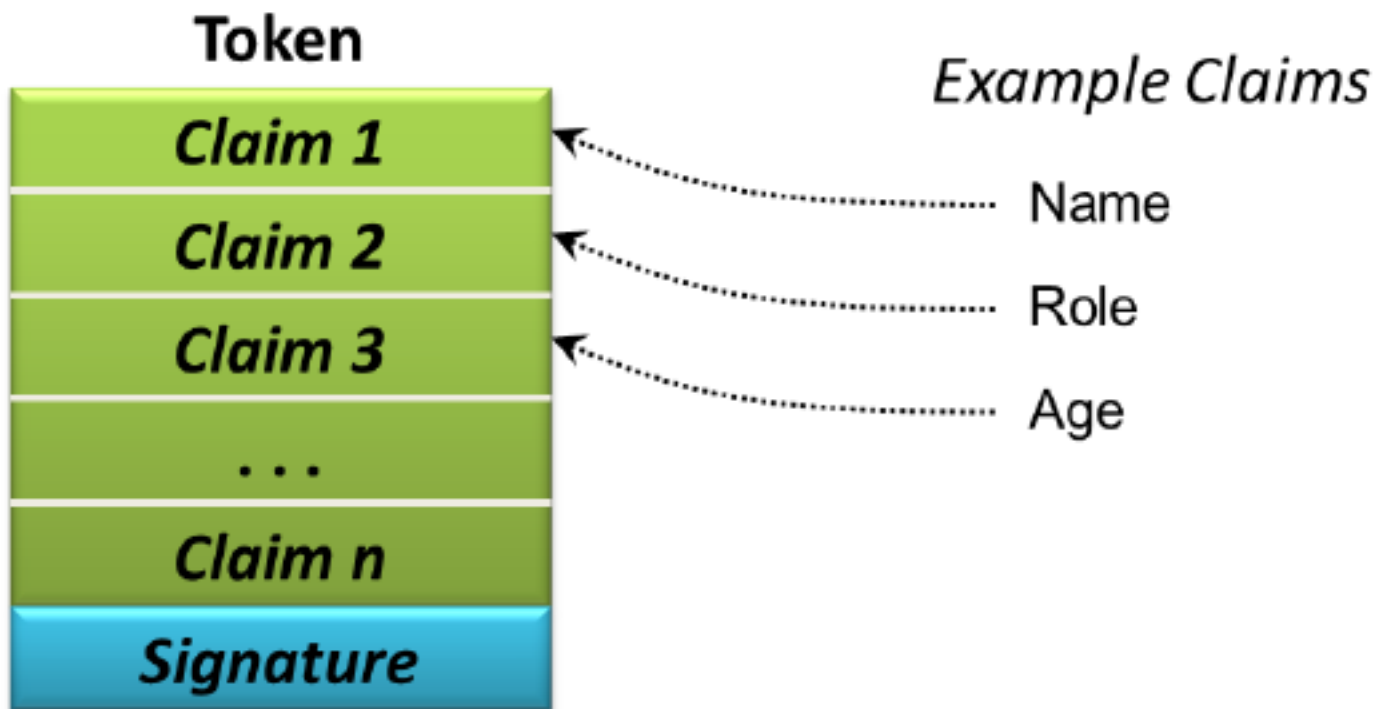 Token
Claim 1
Claim 2
Claim 3
. . .
Claim n
Signature
Example Claims
Name
Role
Age